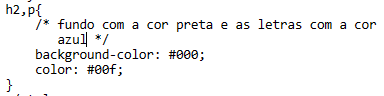 h2,p{
/* fundo com a cor preta e as letras com a cor
azul */
background-color: #000;
color: #00f;
}